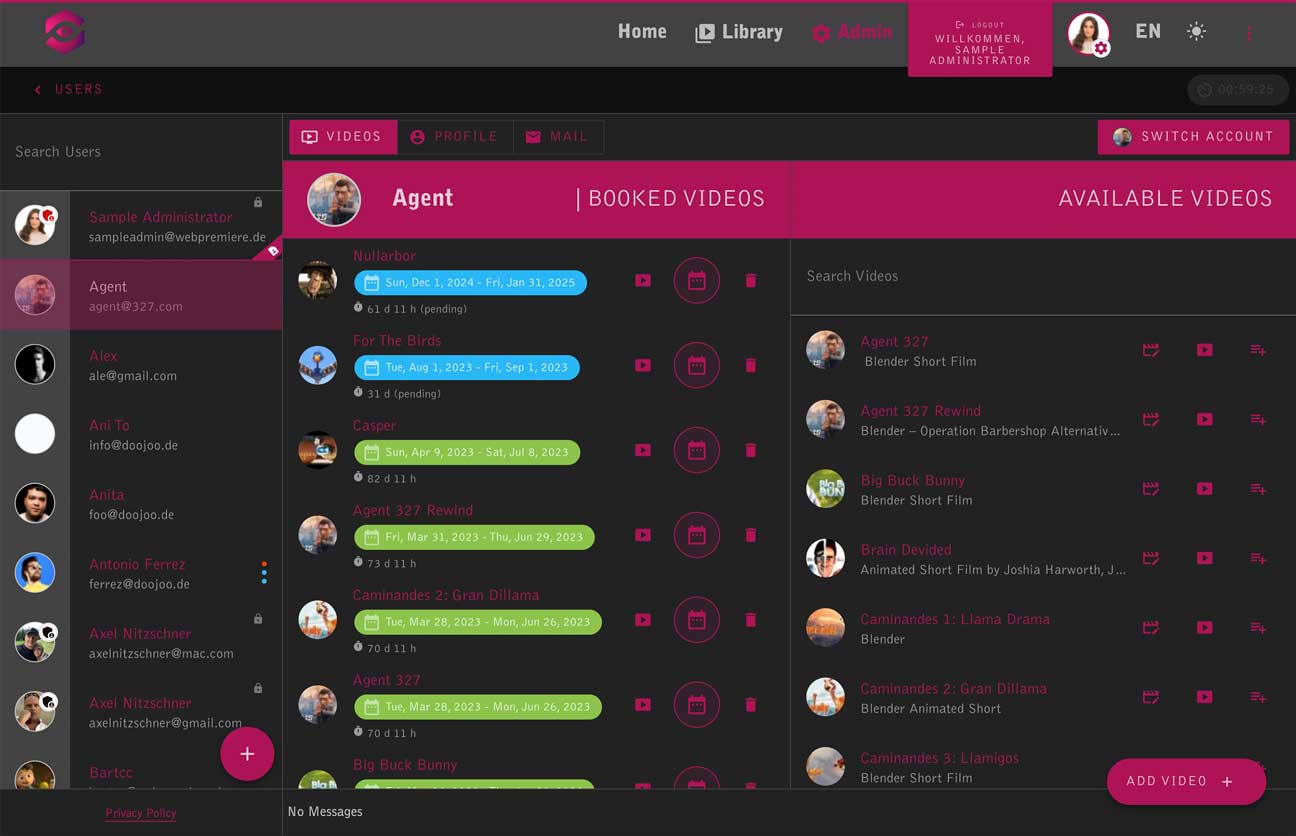 Home
Library
Admin
LOGOUT
WILLKOMMEN,
SAMPLE
ADMINISTRATOR
EN
USERS
00:59:25
Search Users
VIDEOS
PROFILE
MAIL
SWITCH ACCOUNT
Sample Administrator
sampleadmin@webpremiere.de
Agent
agent@327.com
Alex
ale@gmail.com
Ani To
info@doojoo.de
Anita
foo@doojoo.de
Antonio Ferrez
ferrez@doojoo.de
Axel Nitzschner
axelnitzschner@mac.com
Axel Nitzschner
axelnitzschner@gmail.com
Bartcc
Privacy Policy
Agent
| BOOKED VIDEOS
Nullarbor
Sun, Dec 1, 2024 - Fri, Jan 31, 2025
61 d 11 h (pending)
For The Birds
Tue, Aug 1, 2023 - Fri, Sep 1, 2023
31 d (pending)
Casper
Sun, Apr 9, 2023 - Sat, Jul 8, 2023
82 d 11 h
Agent 327 Rewind
Fri, Mar 31, 2023 - Thu, Jun 29, 2023
73 d 11 h
Caminandes 2: Gran Dillama
Tue, Mar 28, 2023 - Mon, Jun 26, 2023
70 d 11 h
Agent 327
Tue, Mar 28, 2023 - Mon, Jun 26, 2023
70 d 11 h
Big Buck Bunny
No Messages
AVAILABLE VIDEOS
Search Videos
Agent 327
Blender Short Film
Agent 327 Rewind
Blender – Operation Barbershop Alternativ...
Big Buck Bunny
Blender Short Film
Brain Devided
Animated Short Film by Joshia Harworth, J...
Caminandes 1: Llama Drama
Blender
Caminandes 2: Gran Dillama
Blender Animated Short
Caminandes 3: Llamigos
Blender Short Film
ADD VIDEO +